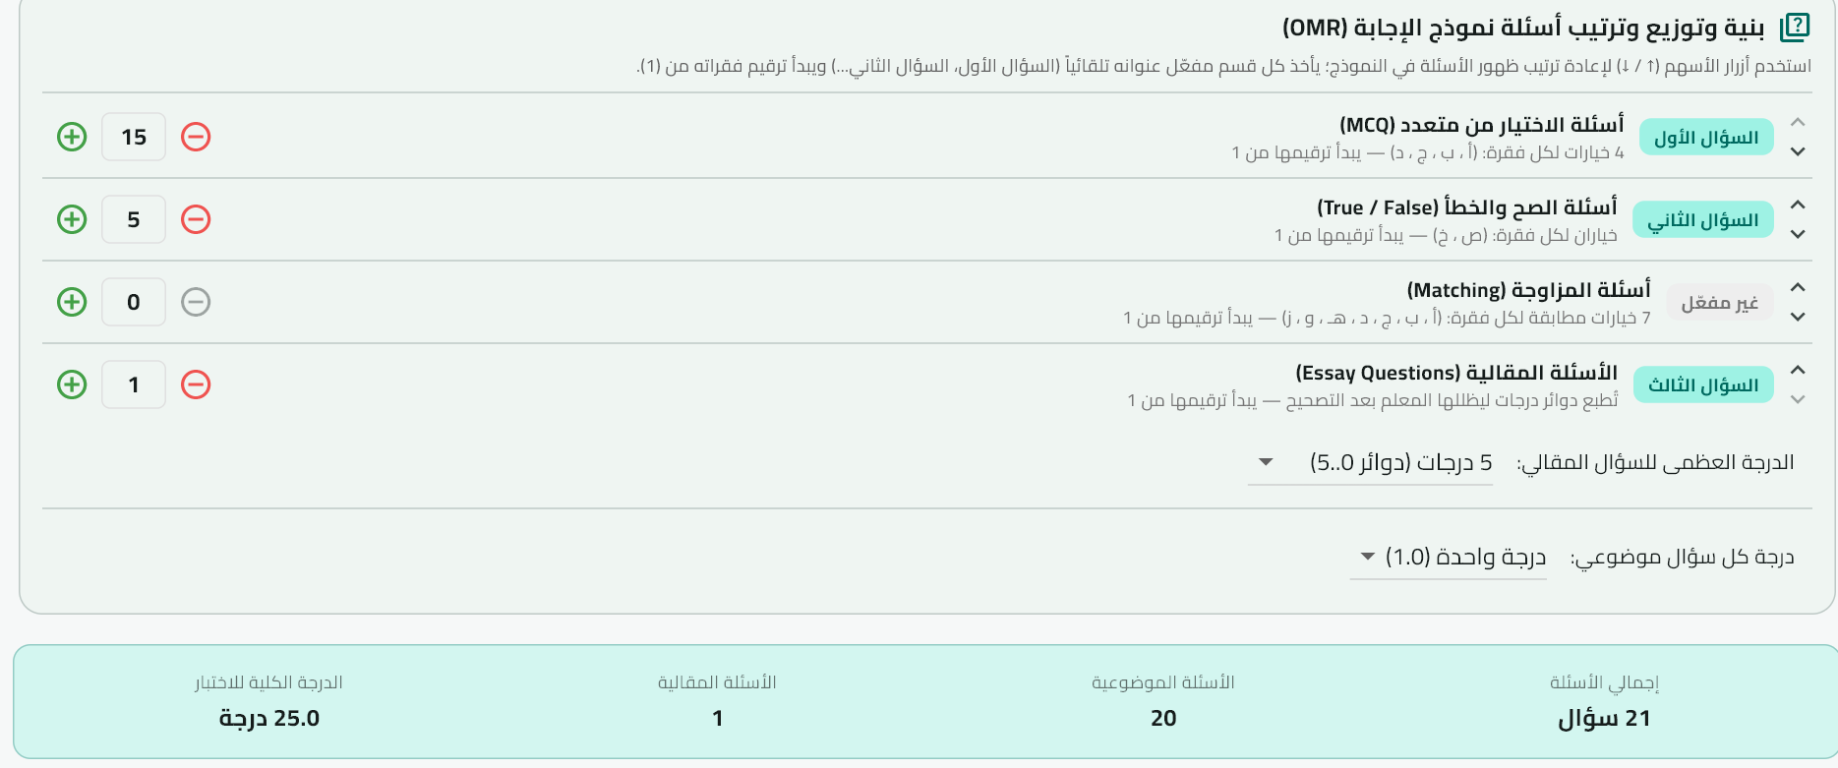 بنية وتوزيع وترتيب أسئلة نموذج الإجابة (OMR)
استخدم أزرار الأسهم (↑ / ↓) لإعادة ترتيب ظهور الأسئلة في النموذج؛ يأخذ كل قسم مفعّل عنوانه تلقائياً (السؤال الأول، السؤال الثاني...) ويبدأ ترقيم فقراته من (1).
السؤال الأول
أسئلة الاختيار من متعدد (MCQ)
4 خيارات لكل فقرة: (أ ، ب ، ج ، د) — يبدأ ترقيمها من 1
15
السؤال الثاني
أسئلة الصح والخطأ (True / False)
خياران لكل فقرة: (ص ، خ) — يبدأ ترقيمها من 1
5
غير مفعّل
أسئلة المزاوجة (Matching)
7 خيارات مطابقة لكل فقرة: (أ ، ب ، ج ، د ، هـ ، و ، ز) — يبدأ ترقيمها من 1
0
السؤال الثالث
الأسئلة المقالية (Essay Questions)
تُطبع دوائر درجات ليظللها المعلم بعد التصحيح — يبدأ ترقيمها من 1
1
الدرجة العظمى للسؤال المقالي: 5 درجات (دوائر 0..5)
درجة كل سؤال موضوعي: درجة واحدة (1.0)
إجمالي الأسئلة
21 سؤال
الأسئلة الموضوعية
20
الأسئلة المقالية
1
الدرجة الكلية للاختبار
25.0 درجة